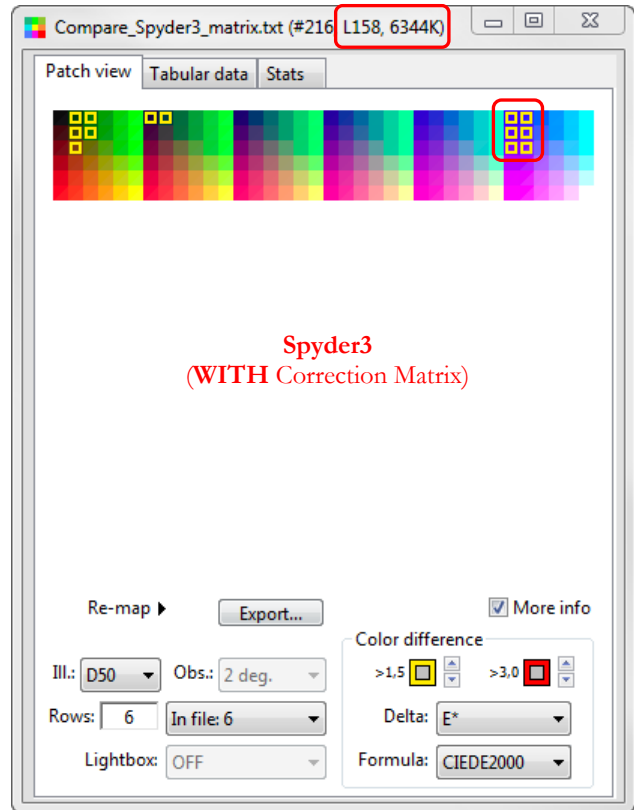 Compare_Spyder3_matrix.txt (#216 L158, 6344K)
Patch view Tabular data Stats
Spyder3
(WITH Correction Matrix)
Re-map Export... More info
Color difference
Ill.: D50 Obs.: 2 deg. >1,5 >3,0
Rows: 6 In file: 6 Delta: E*
Lightbox: OFF Formula: CIEDE2000